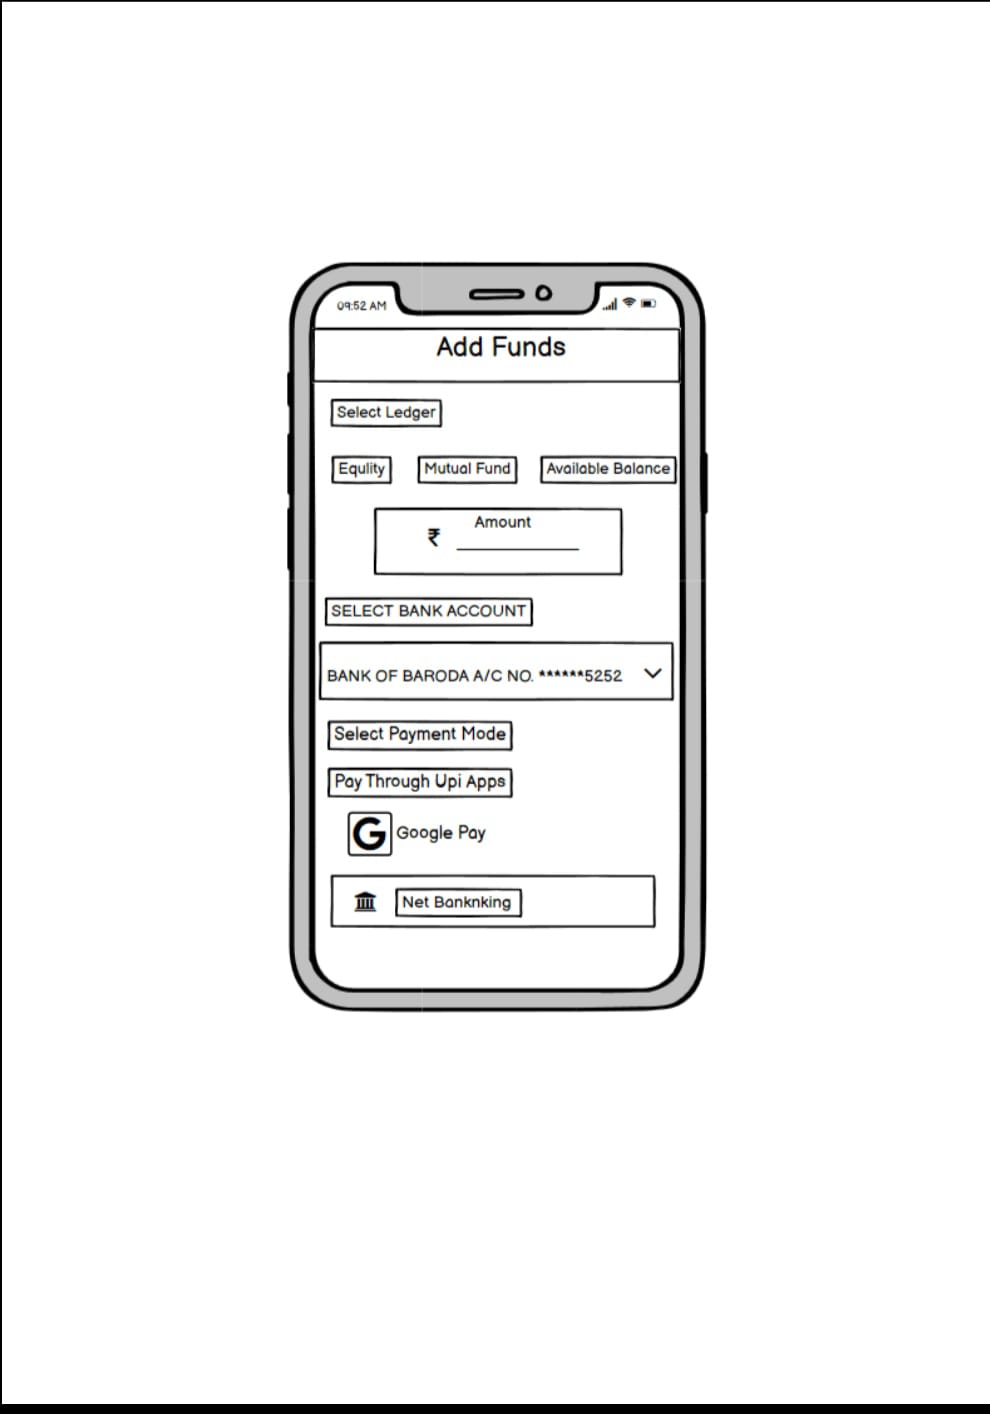 09:52 AM
Add Funds
Select Ledger
Equlity Mutual Fund Available Balance
Amount
₹ ____________
SELECT BANK ACCOUNT
BANK OF BARODA A/C NO. ******5252
Select Payment Mode
Pay Through Upi Apps
G Google Pay
Net Banknking